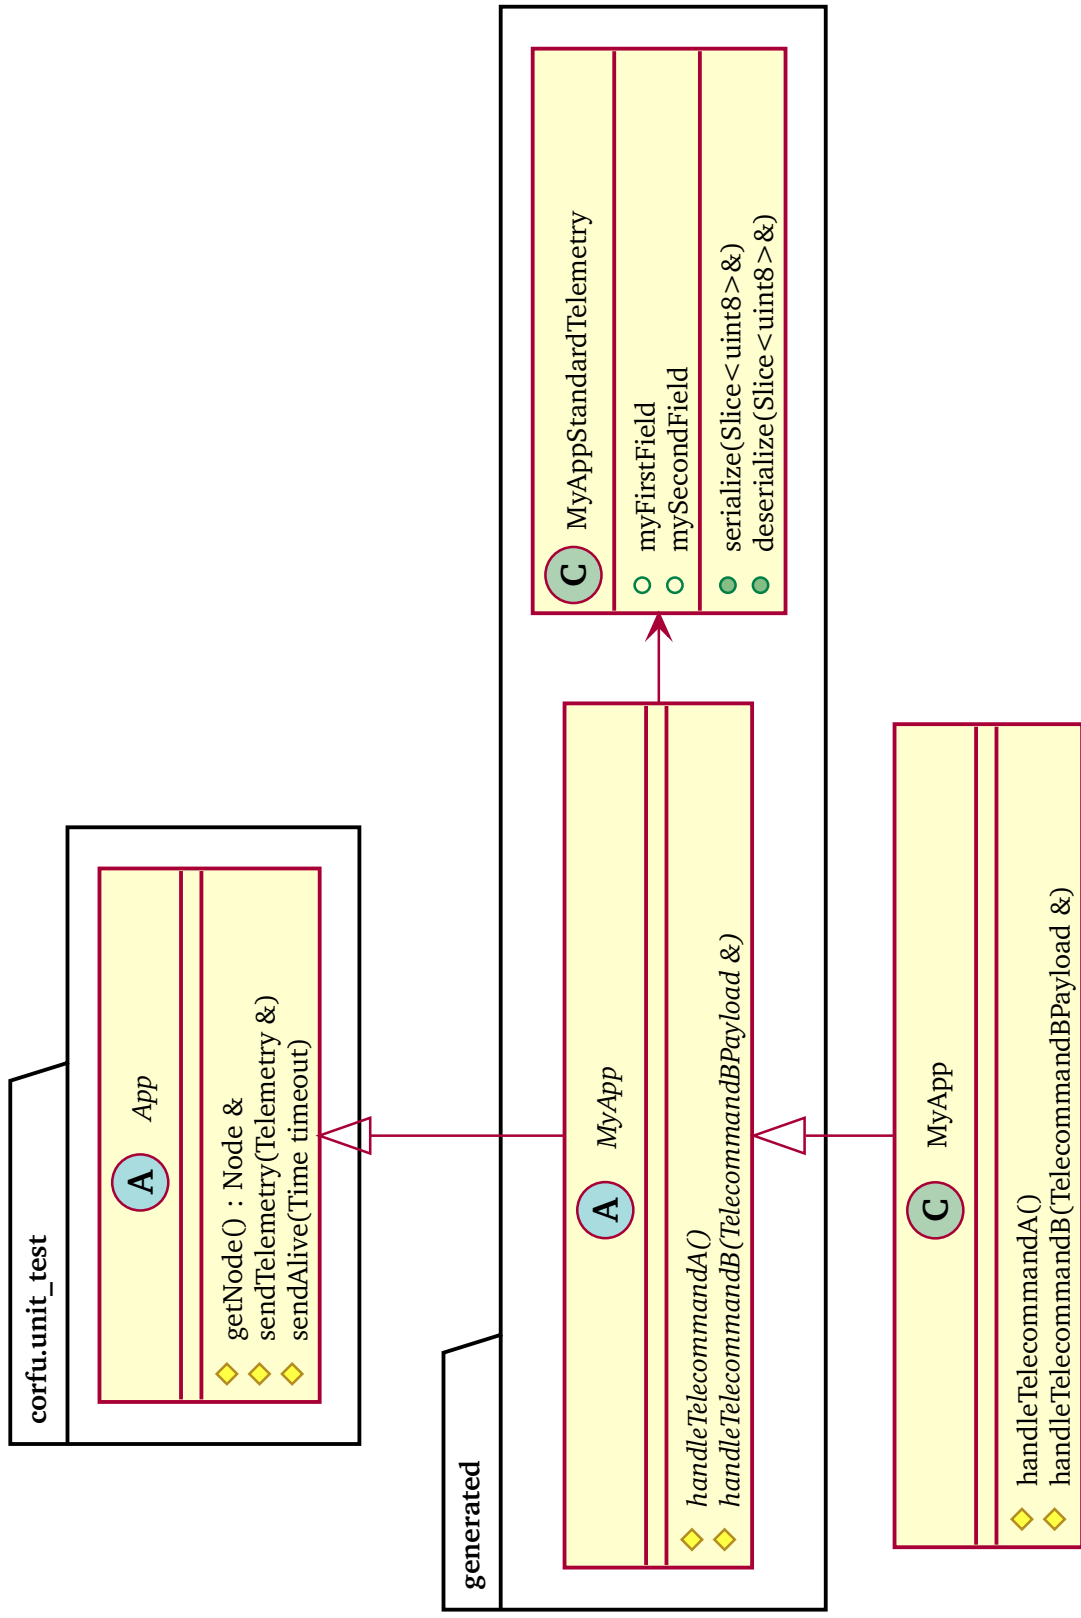 corfu.unit_test
A App
getNode() : Node &
sendTelemetry(Telemetry &)
sendAlive(Time timeout)
generated
A MyApp
handleTelecommandA()
handleTelecommandB(TelecommandBPayload &)
C MyAppStandardTelemetry
myFirstField
mySecondField
serialize(Slice<uint8>&)
deserialize(Slice<uint8>&)
C MyApp
handleTelecommandA()
handleTelecommandB(TelecommandBPayload &)